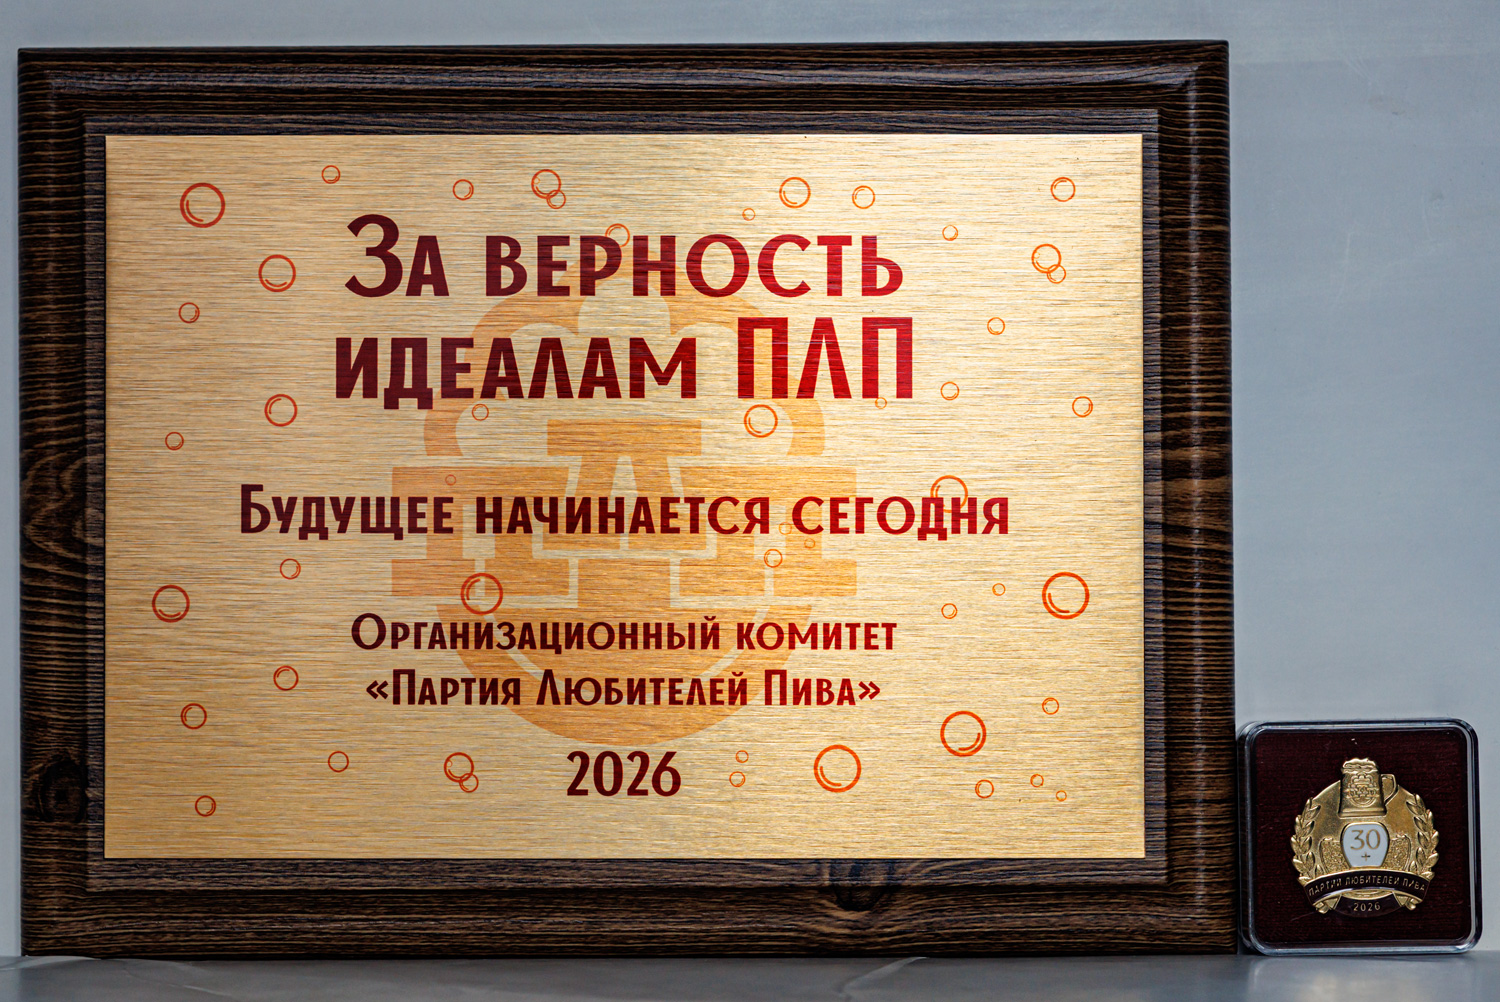 За верность
идеалам ПЛП
Будущее начинается сегодня
Организационный комитет
«Партия Любителей Пива»
2026
30
+
ПАРТИЯ ЛЮБИТЕЛЕЙ ПИВА
2026